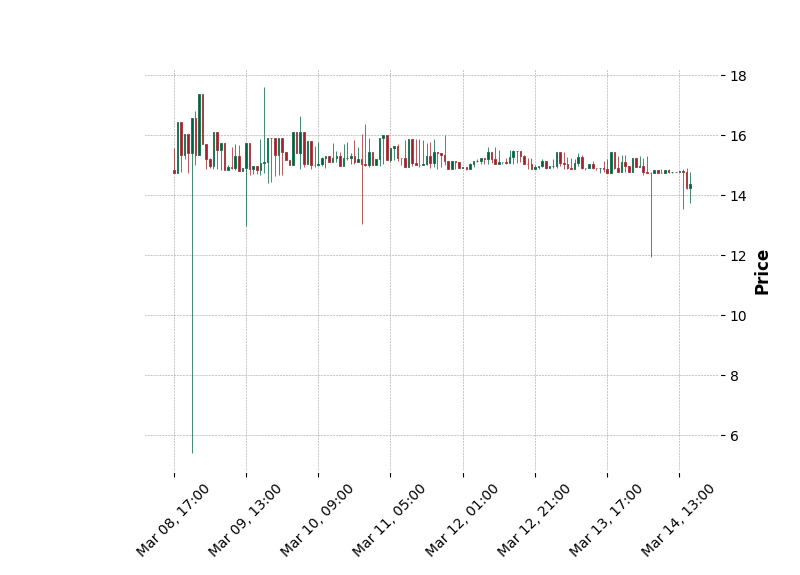 18
16
14
12
10
8
6
Price
Mar 08, 17:00
Mar 09, 13:00
Mar 10, 09:00
Mar 11, 05:00
Mar 12, 01:00
Mar 12, 21:00
Mar 13, 17:00
Mar 14, 13:00